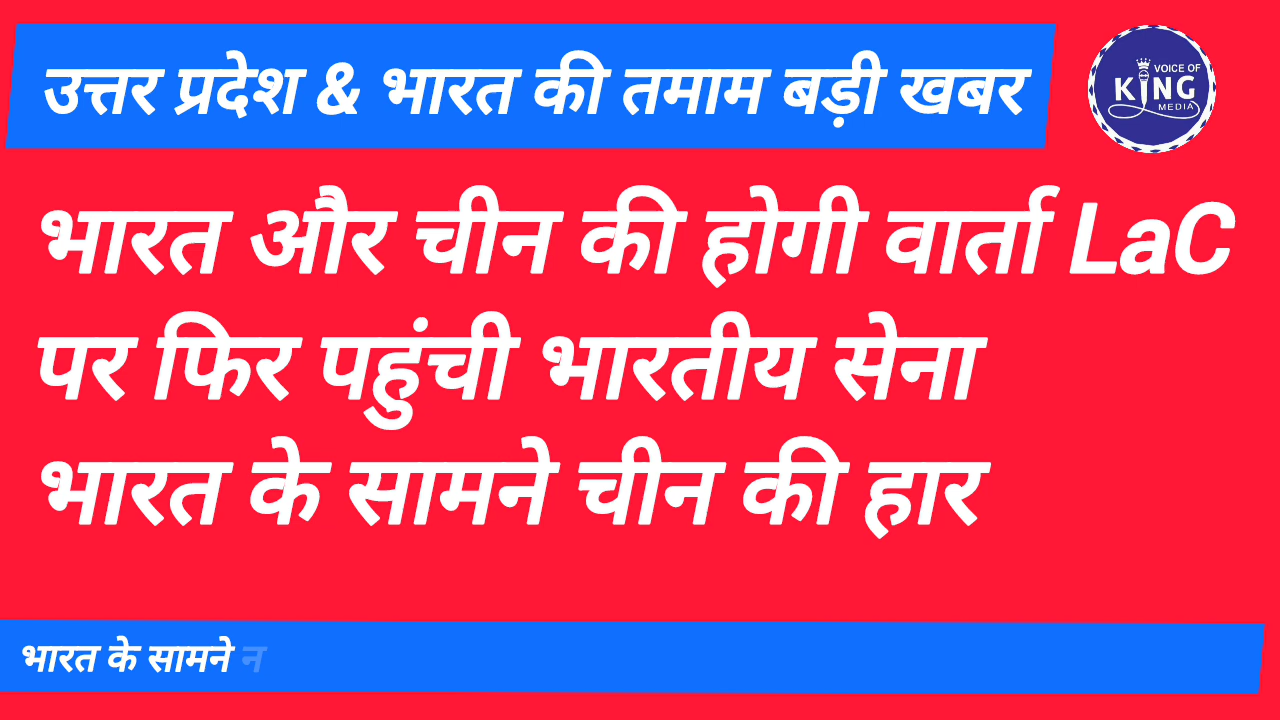 उत्तर प्रदेश & भारत की तमाम बड़ी खबर
VOICE OF
KING
MEDIA
भारत और चीन की होगी वार्ता LaC
पर फिर पहुंची भारतीय सेना
भारत के सामने चीन की हार
भारत के सामने न